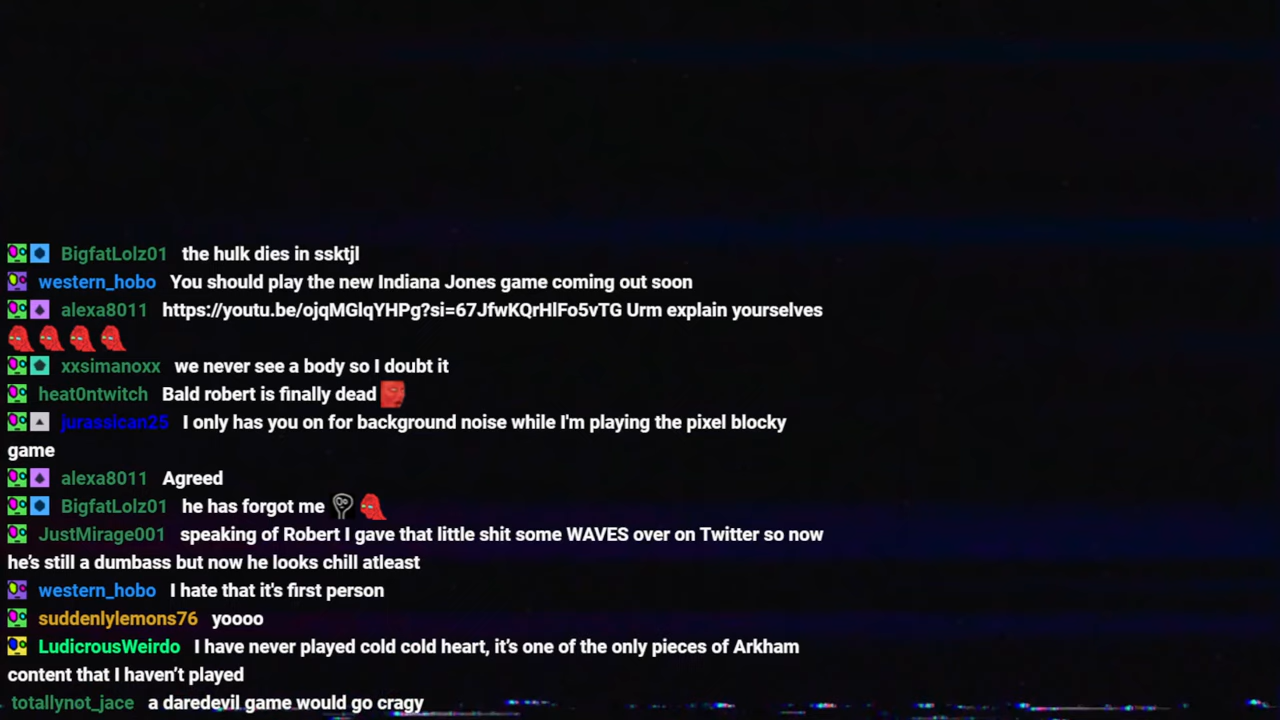 BigfatLolz01 the hulk dies in ssktjl
western_hobo You should play the new Indiana Jones game coming out soon
alexa8011 https://youtu.be/ojqMGlqYHPg?si=67JfwKQrHlFo5vTG Urm explain yourselves
xxsimanoxx we never see a body so I doubt it
heat0ntwitch Bald robert is finally dead
jurassican25 I only has you on for background noise while I'm playing the pixel blocky
game
alexa8011 Agreed
BigfatLolz01 he has forgot me
JustMirage001 speaking of Robert I gave that little shit some WAVES over on Twitter so now
he's still a dumbass but now he looks chill atleast
western_hobo I hate that it's first person
suddenlylemons76 yoooo
LudicrousWeirdo I have never played cold cold heart, it's one of the only pieces of Arkham
content that I haven't played
totallynot_jace a daredevil game would go cragy